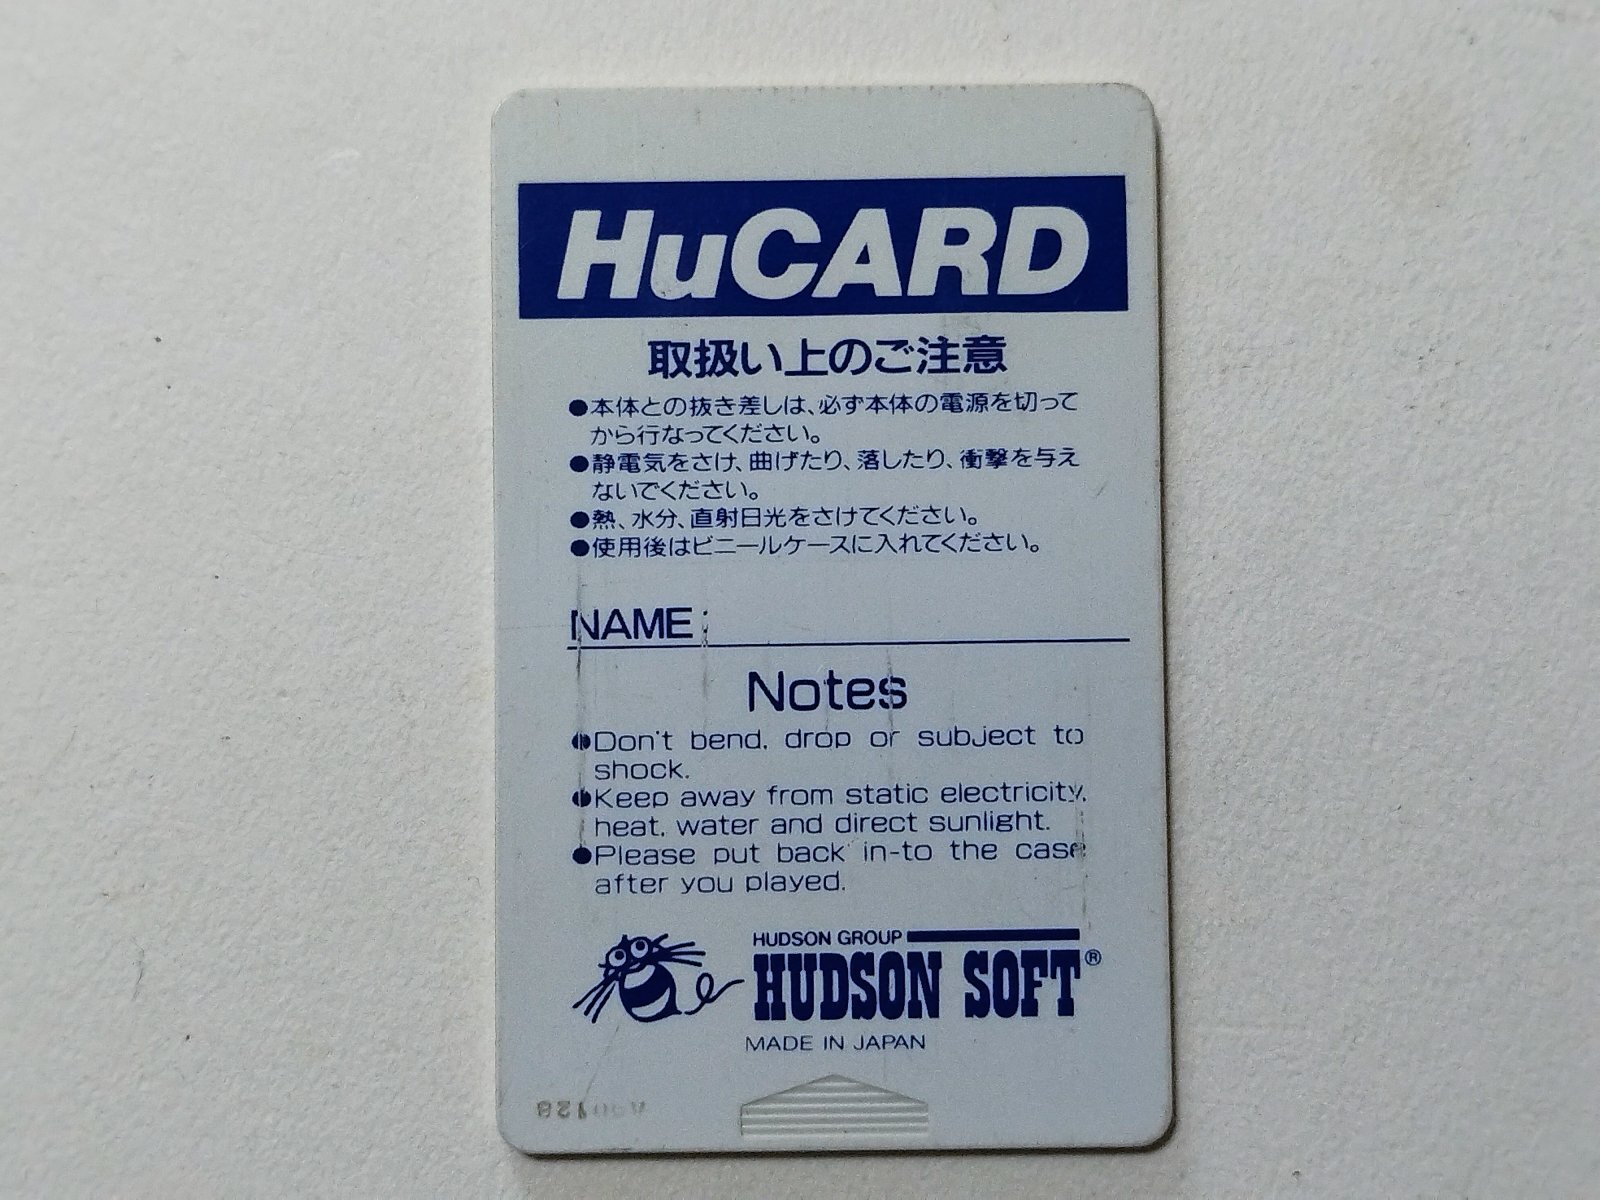 HuCARD
取扱い上のご注意
●本体との抜き差しは、必ず本体の電源を切って
から行なってください。
●静電気をさけ、曲げたり、落したり、衝撃を与え
ないでください。
●熱、水分、直射日光をさけてください。
●使用後はビニールケースに入れてください。
NAME:
Notes
●Don't bend, drop or subject to
shock.
●Keep away from static electricity,
heat, water and direct sunlight.
●Please put back in-to the case
after you played.
HUDSON GROUP
HUDSON SOFT®
MADE IN JAPAN